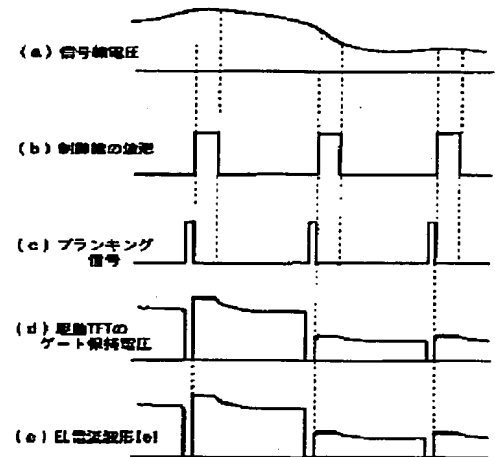 (a) 信号線電圧
(b) 制御線の波形
(c) ブランキング
信号
(d) 駆動TFTの
ゲート保持電圧
(e) EL電流波形[e]